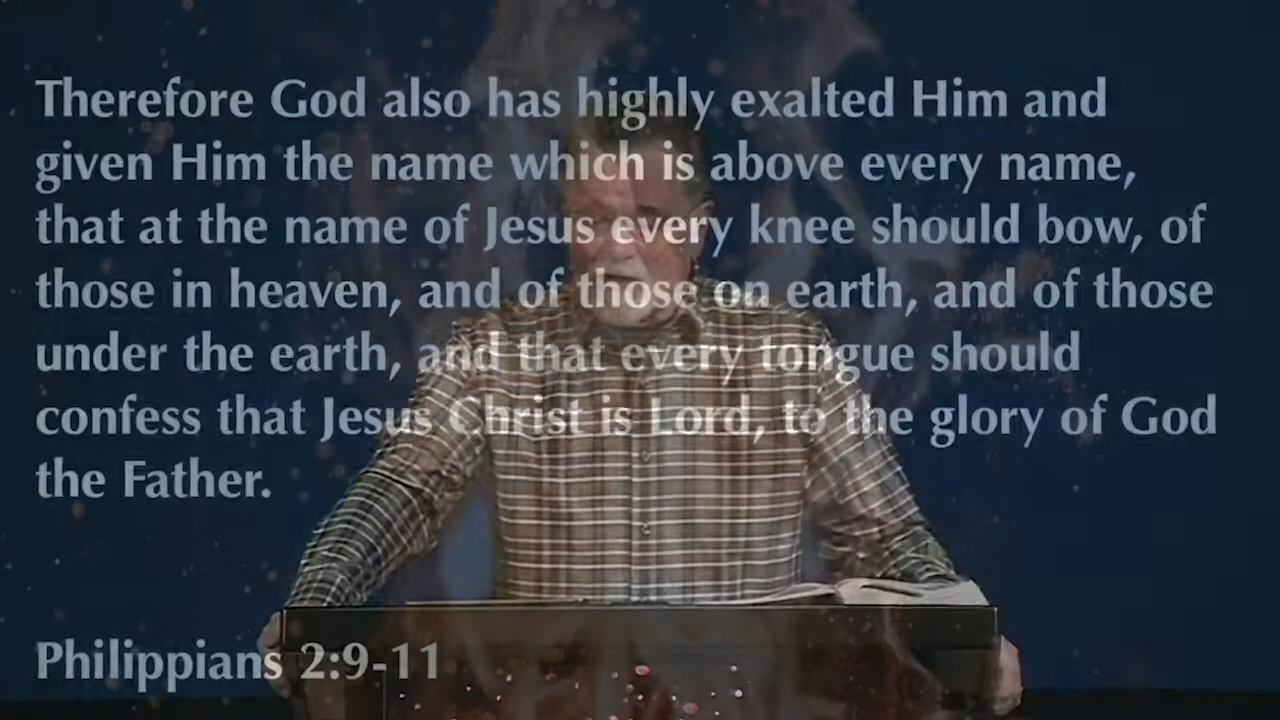 Therefore God also has highly exalted Him and
given Him the name which is above every name,
that at the name of Jesus every knee should bow, of
those in heaven, and of those on earth, and of those
under the earth, and that every tongue should
confess that Jesus Christ is Lord, to the glory of God
the Father.
Philippians 2:9-11